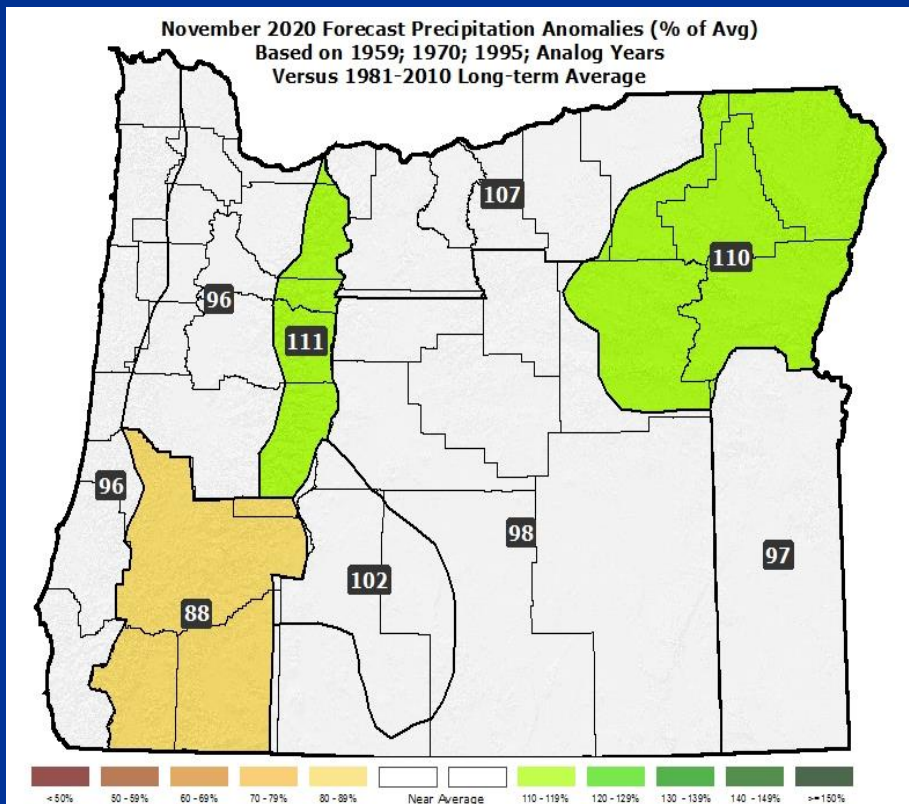 November 2020 Forecast Precipitation Anomalies (% of Avg)
Based on 1959; 1970; 1995; Analog Years
Versus 1981-2010 Long-term Average
107
110
96
111
96
98
97
102
88
< 50%
50 - 59%
60 - 69%
70 - 79%
80 - 89%
Near Average
110 - 119%
120 - 129%
130 - 139%
140 - 149%
>=150%